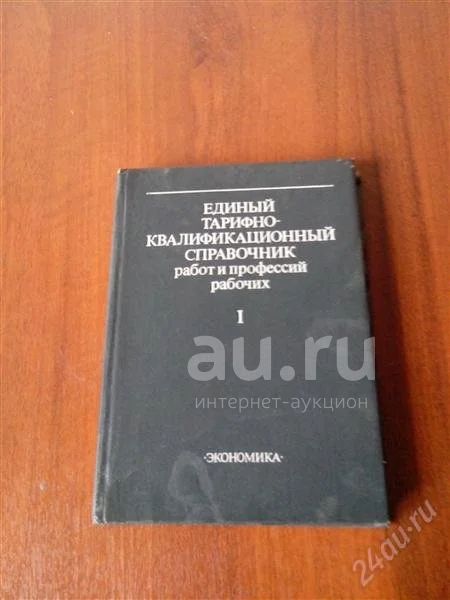 ЕДИНЫЙ
ТАРИФНО-
КВАЛИФИКАЦИОННЫЙ
СПРАВОЧНИК
работ и профессий
рабочих
I
au.ru
интернет-аукцион
·ЭКОНОМИКА·
24au.ru